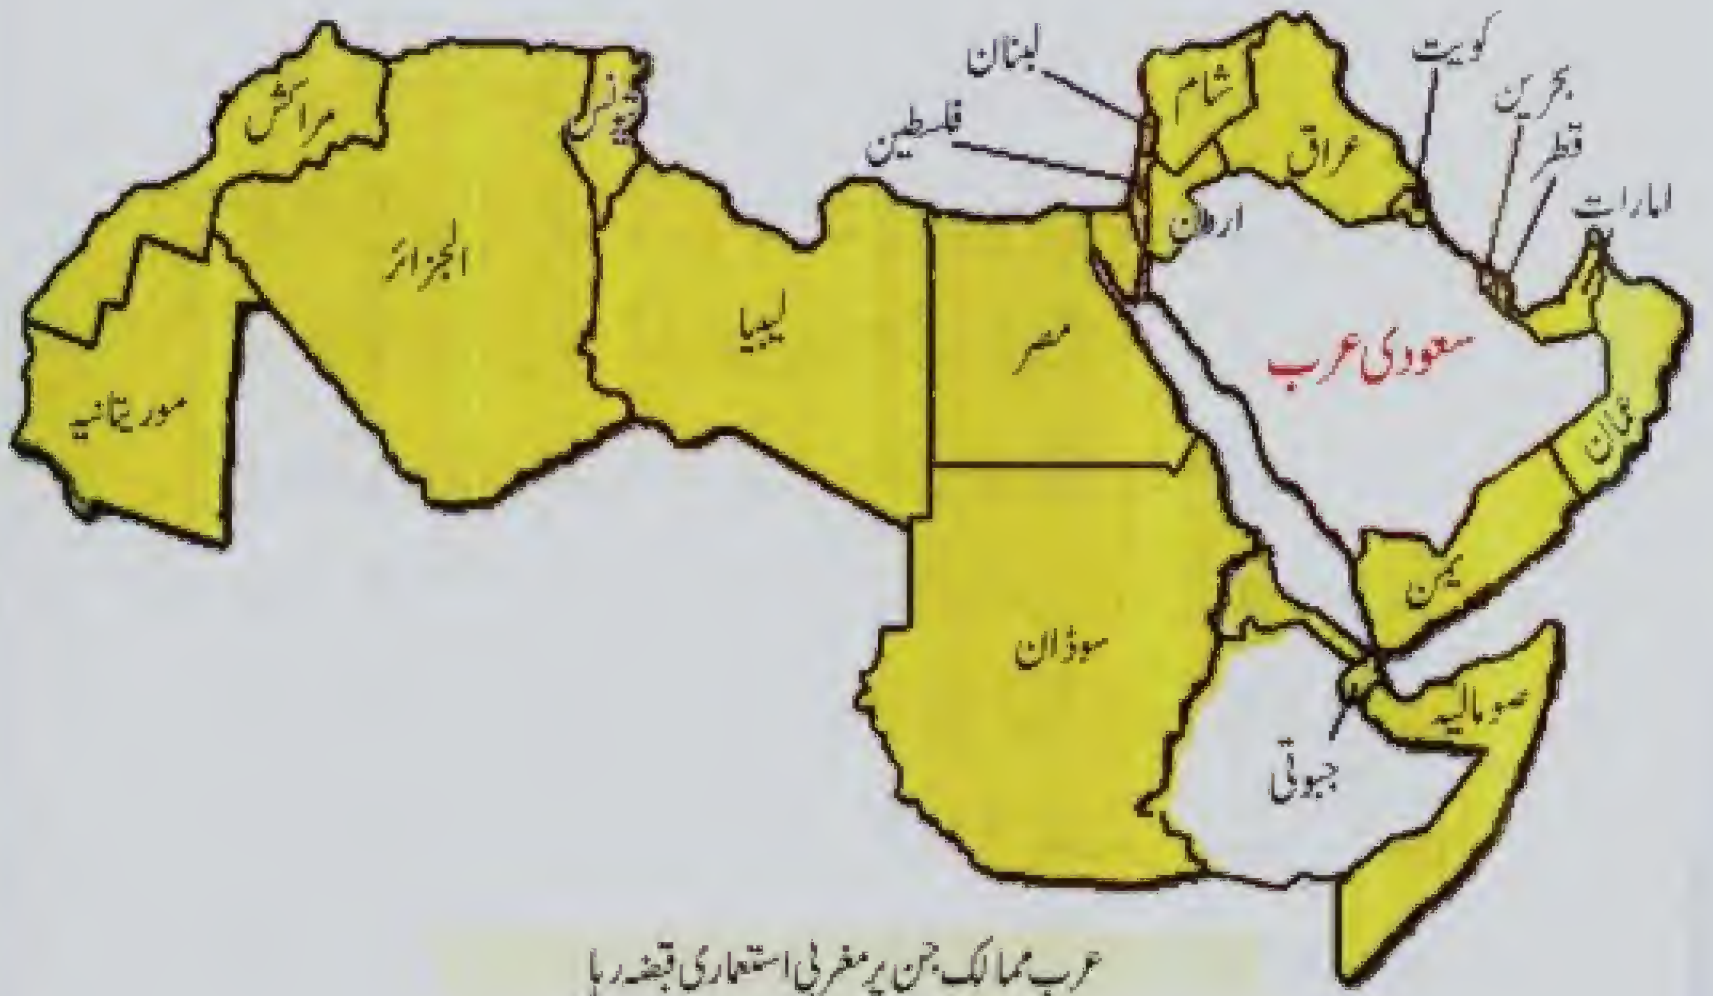 لبنان
کویت
بحرین
قطر
شام
فلسطین
عراق
امارات
مراکش
تیونس
اردن
الجزائر
لیبیا
مصر
سعودی عرب
موریتانیہ
عمان
یمن
سوڈان
صومالیہ
جبوتی
عرب ممالک جن پر مغربی استعماری قبضہ رہا